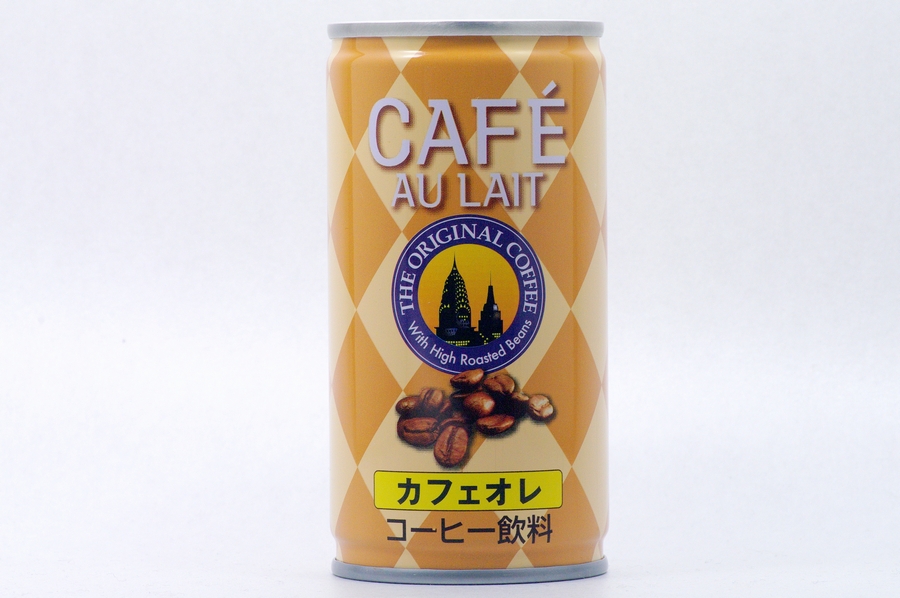 CAFÉ
AU LAIT
THE ORIGINAL COFFEE
With High Roasted Beans
カフェオレ
コーヒー飲料